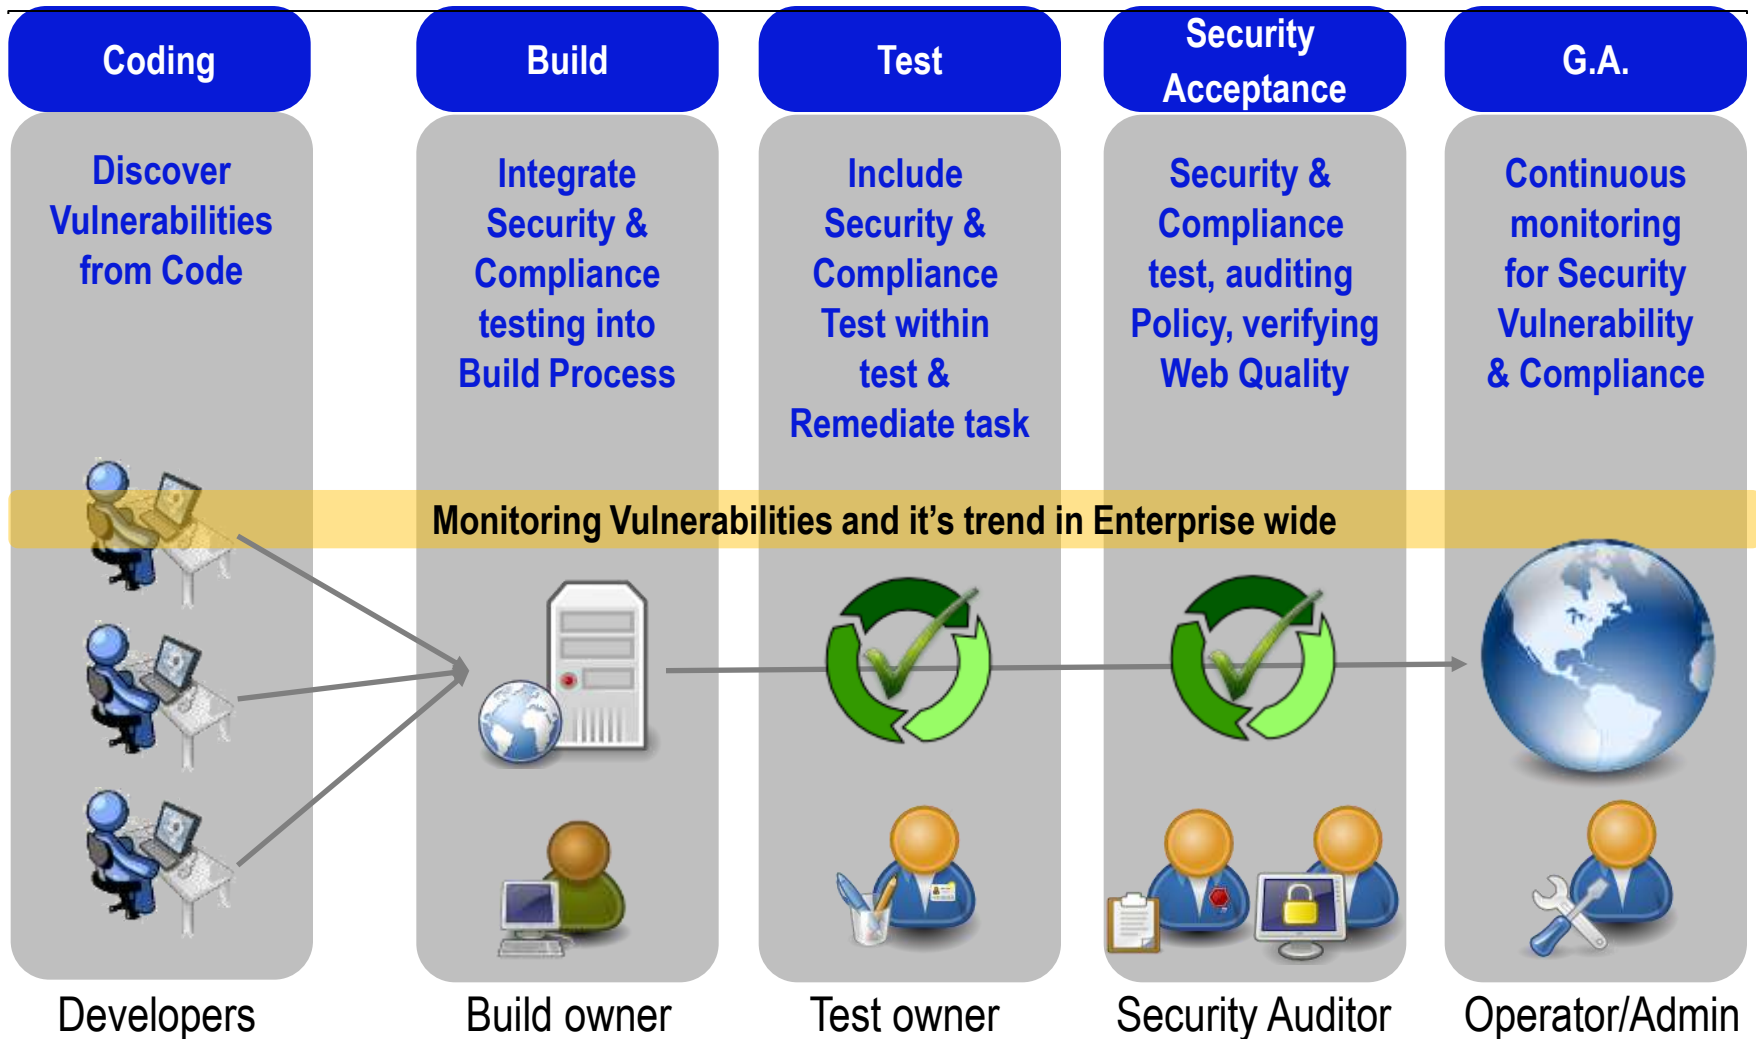 Coding
Build
Test
Security
Acceptance
G.A.
Discover
Vulnerabilities
from Code
Integrate
Security &
Compliance
testing into
Build Process
Include
Security &
Compliance
Test within
test &
Remediate task
Security &
Compliance
test, auditing
Policy, verifying
Web Quality
Continuous
monitoring
for Security
Vulnerability
& Compliance
Monitoring Vulnerabilities and it's trend in Enterprise wide
Developers
Build owner
Test owner
Security Auditor
Operator/Admin